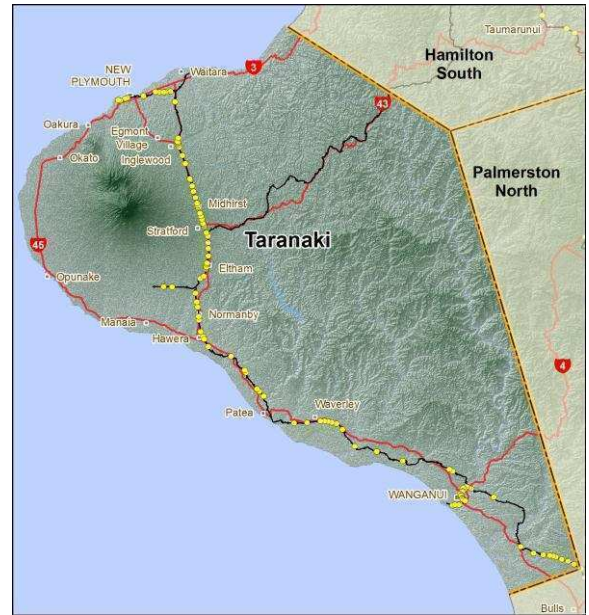 Taumarunui
Hamilton
South
3
Waitara
NEW
PLYMOUTH
43
Oakura
Egmont
Village
Inglewood
Okato
Palmerston
North
Midhirst
Stratford
Taranaki
45
Opunake
Eltham
Normanby
Manaia
Hawera
4
Patea
Waverley
WANGANUI
Bulls